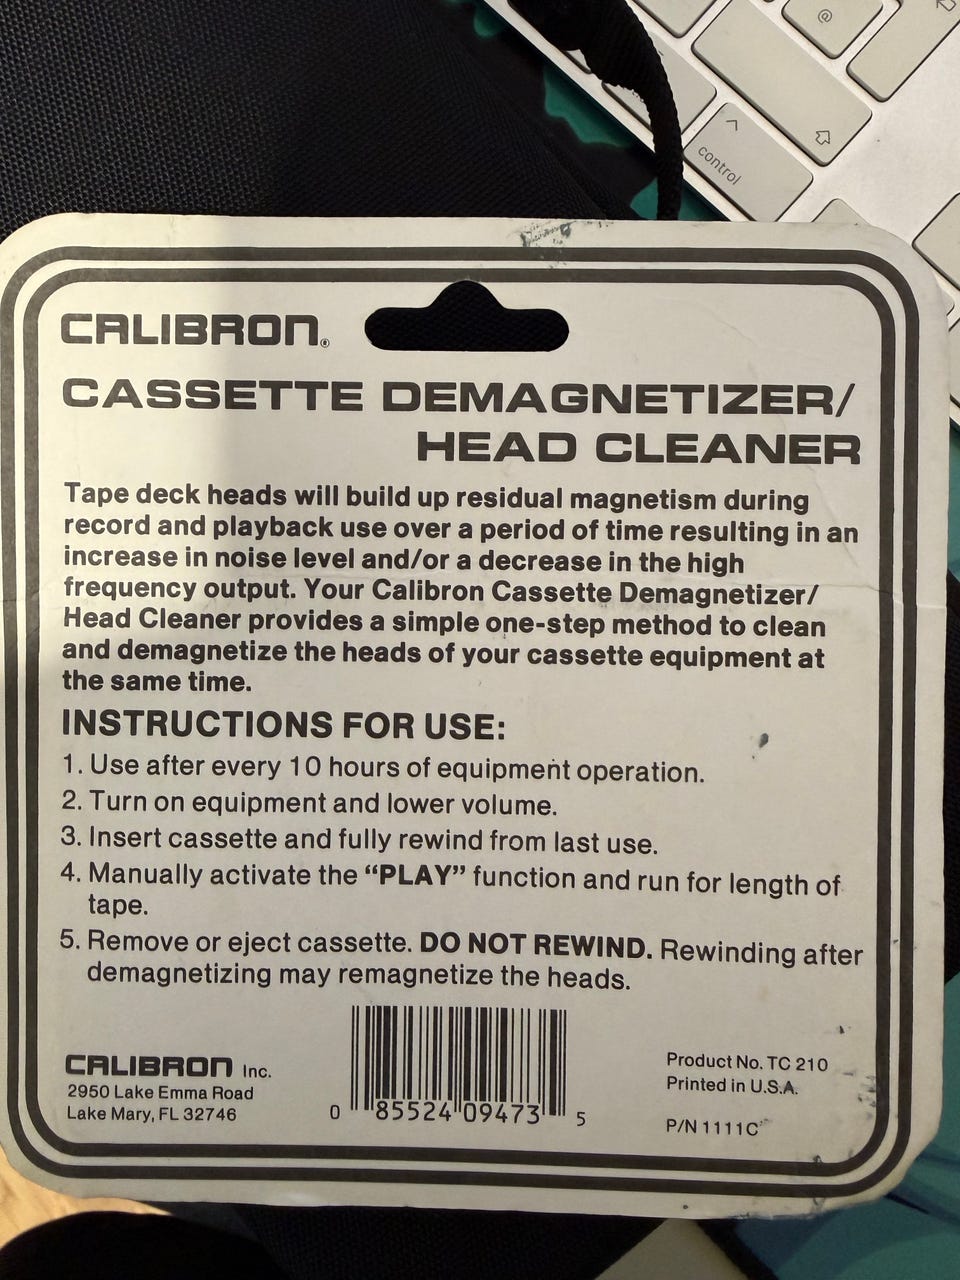 @
control
CALIBRON®
CASSETTE DEMAGNETIZER/
HEAD CLEANER
Tape deck heads will build up residual magnetism during
record and playback use over a period of time resulting in an
increase in noise level and/or a decrease in the high
frequency output. Your Calibron Cassette Demagnetizer/
Head Cleaner provides a simple one-step method to clean
and demagnetize the heads of your cassette equipment at
the same time.
INSTRUCTIONS FOR USE:
1. Use after every 10 hours of equipment operation.
2. Turn on equipment and lower volume.
3. Insert cassette and fully rewind from last use.
4. Manually activate the “PLAY” function and run for length of
tape.
5. Remove or eject cassette. DO NOT REWIND. Rewinding after
demagnetizing may remagnetize the heads.
CALIBRON Inc.
2950 Lake Emma Road
Lake Mary, FL 32746
0 85524 09473 5
Product No. TC 210
Printed in U.S.A.
P/N 1111C